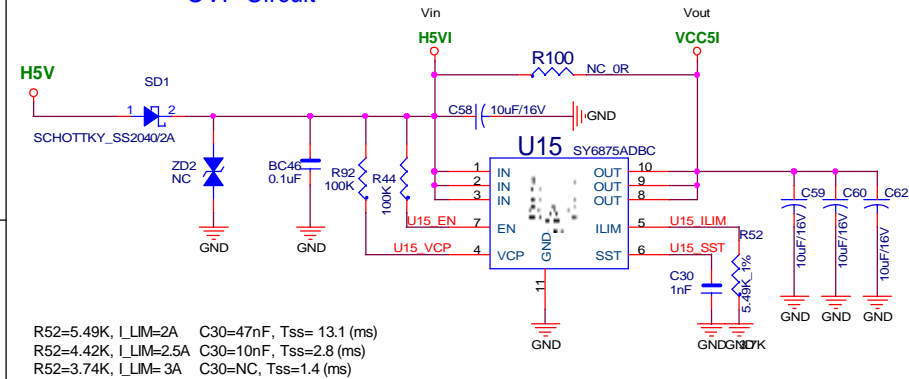 Vin
Vout
H5VI
VCC5I
R100
NC_0R
H5V
SD1
1
2
SCHOTTKY_SS2040/2A
C58
10uF/16V
GND
U15
SY6875ADBC
ZD2
NC
BC46
0.1uF
R92
100K
R44
100K
1
IN
OUT
10
2
IN
OUT
9
3
IN
OUT
8
U15_EN
7
EN
ILIM
5
U15_ILIM
U15_VCP
4
VCP
GND
SST
6
U15_SST
11
R52
5.49K_1%
C30
1nF
C59
10uF/16V
C60
10uF/16V
C62
10uF/16V
GND
GND
GND
GND
GND
GND
GND
GND
R52=5.49K, I_LIM=2A C30=47nF, Tss= 13.1 (ms)
R52=4.42K, I_LIM=2.5A C30=10nF, Tss=2.8 (ms)
R52=3.74K, I_LIM= 3A C30=NC, Tss=1.4 (ms)